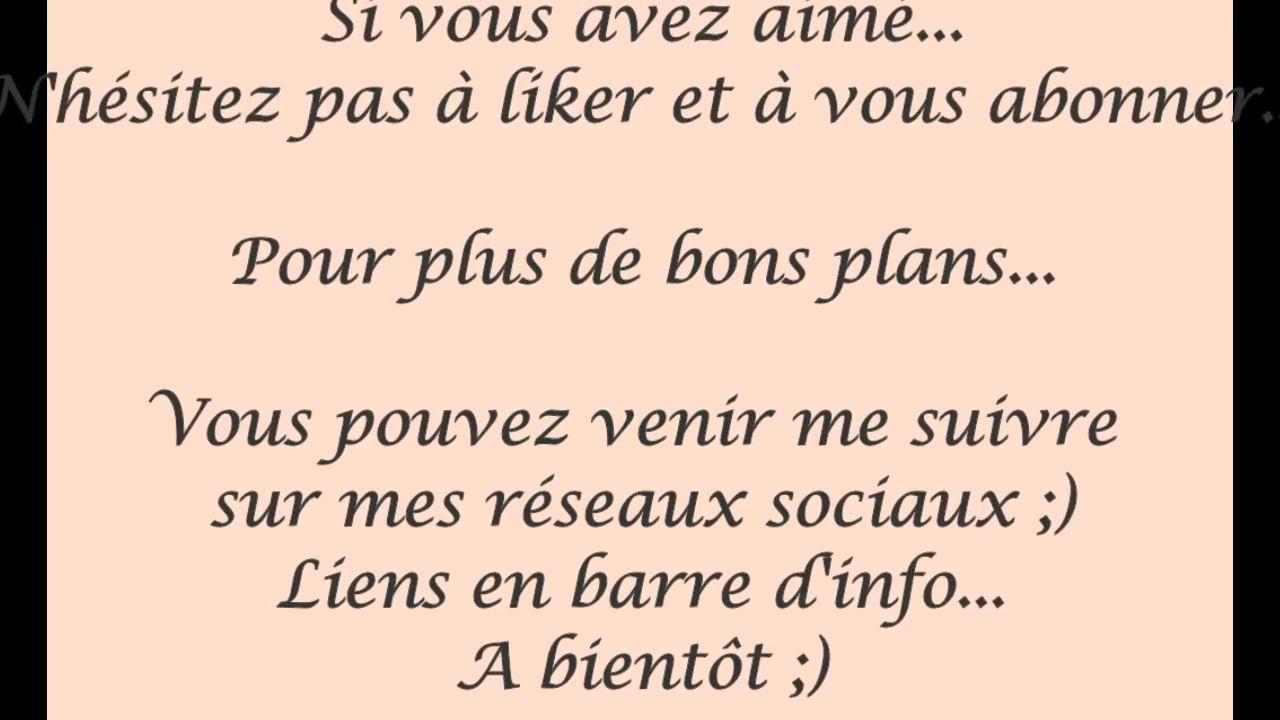 Si vous avez aimé...
N'hésitez pas à liker et à vous abonner.
Pour plus de bons plans...
Vous pouvez venir me suivre
sur mes réseaux sociaux ;)
Liens en barre d'info...
A bientôt ;)